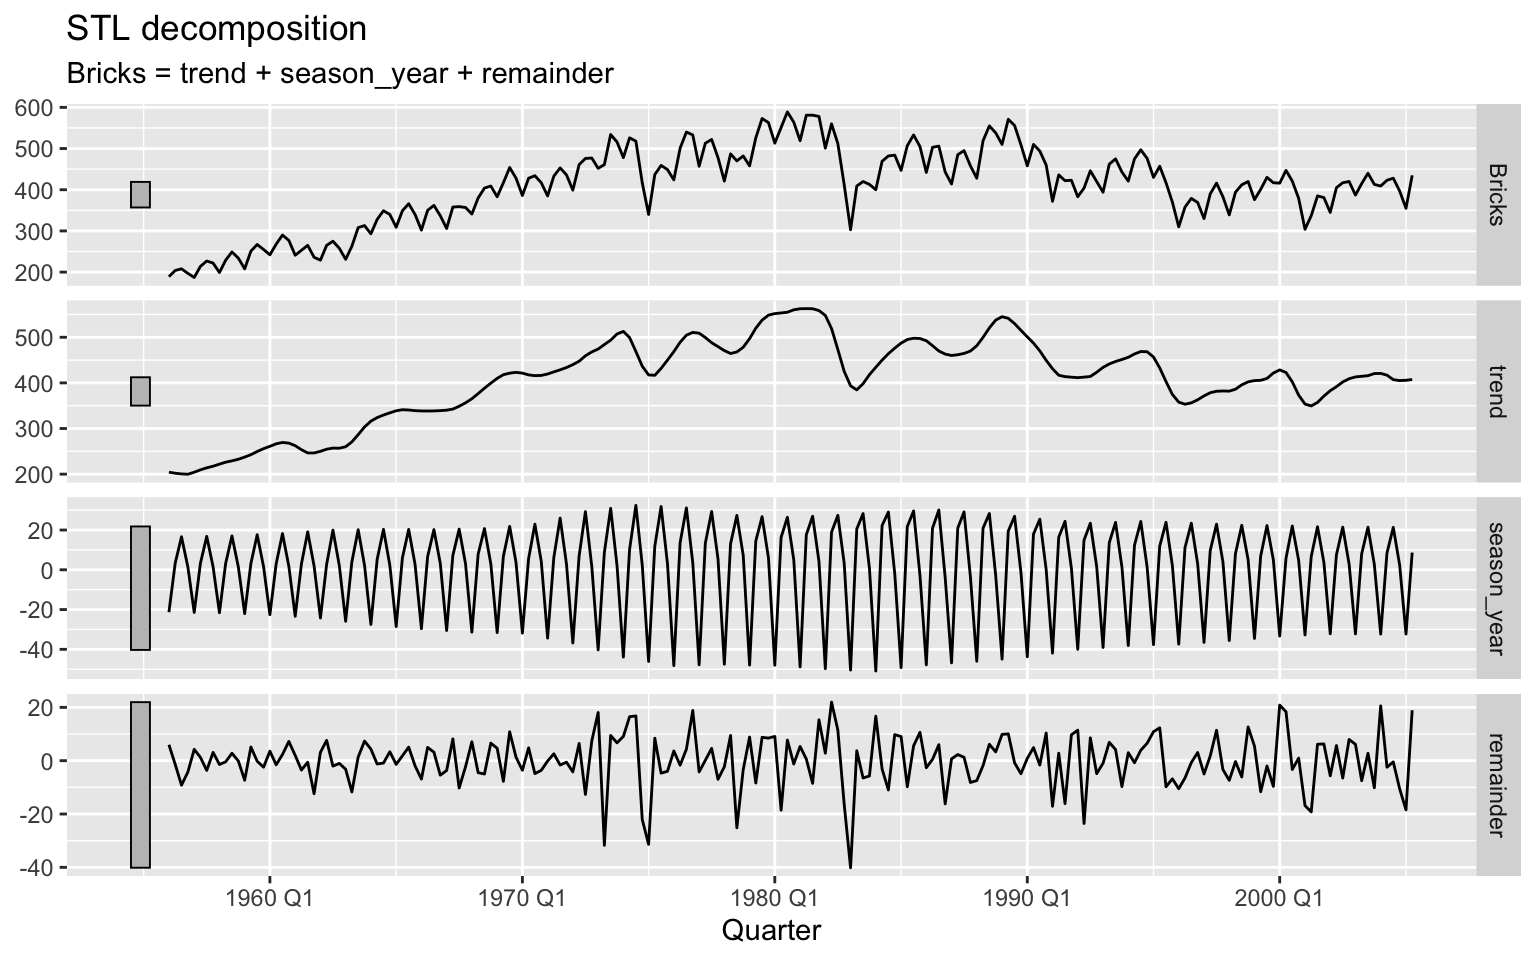 STL decomposition
Bricks = trend + season_year + remainder
600
500
400
300
200
Bricks
500
400
300
200
trend
20
0
-20
-40
season_year
20
0
-20
-40
remainder
1960 Q1 1970 Q1 1980 Q1 1990 Q1 2000 Q1
Quarter